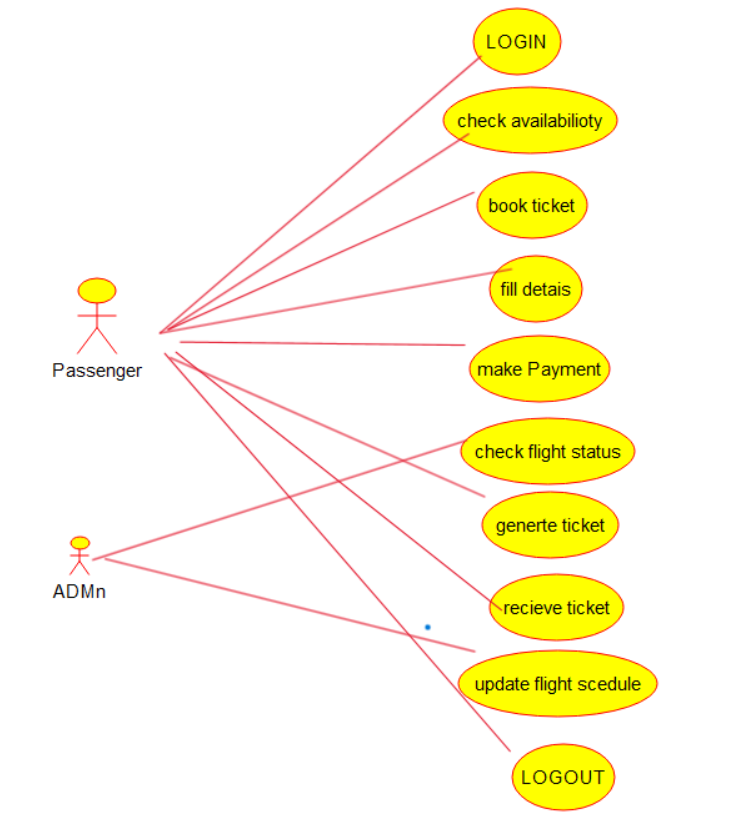 LOGIN
check availabilioty
book ticket
fill detais
Passenger
make Payment
check flight status
generte ticket
ADMn
recieve ticket
update flight scedule
LOGOUT